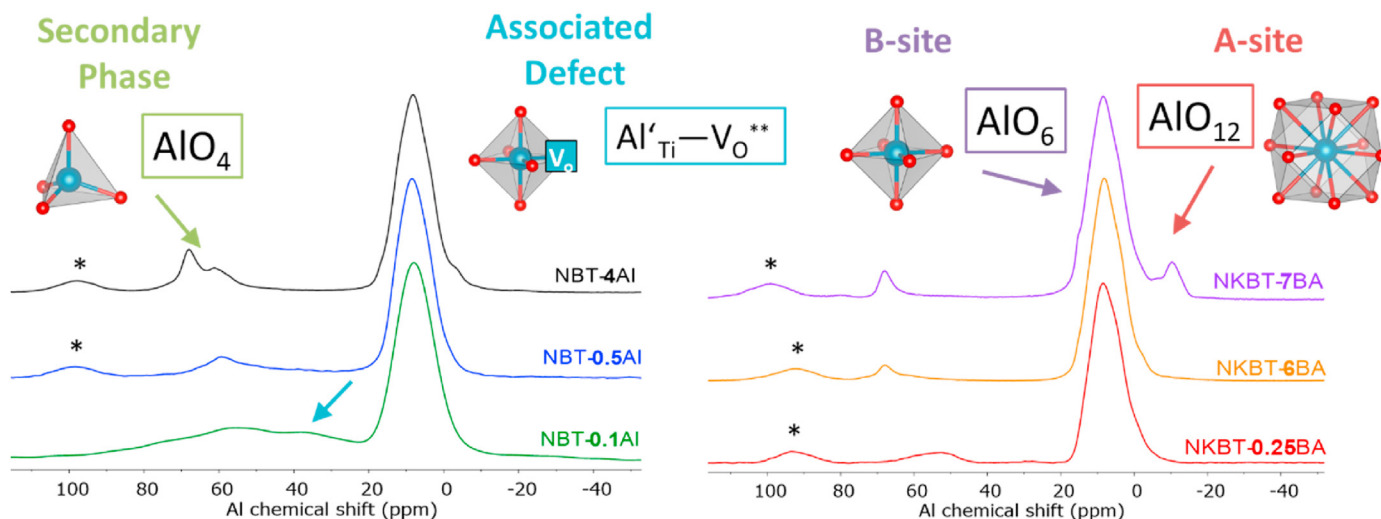 Secondary
Phase
AlO4
Associated
Defect
Vo
Al'Ti—VO**
B-site
AlO6
A-site
AlO12
*
NBT-4Al
*
NBT-0.5Al
NBT-0.1Al
100 80 60 40 20 0 -20 -40
Al chemical shift (ppm)
*
NKBT-7BA
*
NKBT-6BA
*
NKBT-0.25BA
100 80 60 40 20 0 -20 -40
Al chemical shift (ppm)